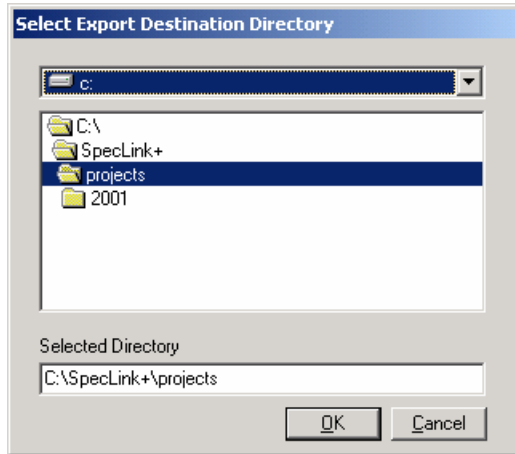 Select Export Destination Directory
c:
C:\
SpecLink+
projects
2001
Selected Directory
C:\SpecLink+\projects
OK
Cancel